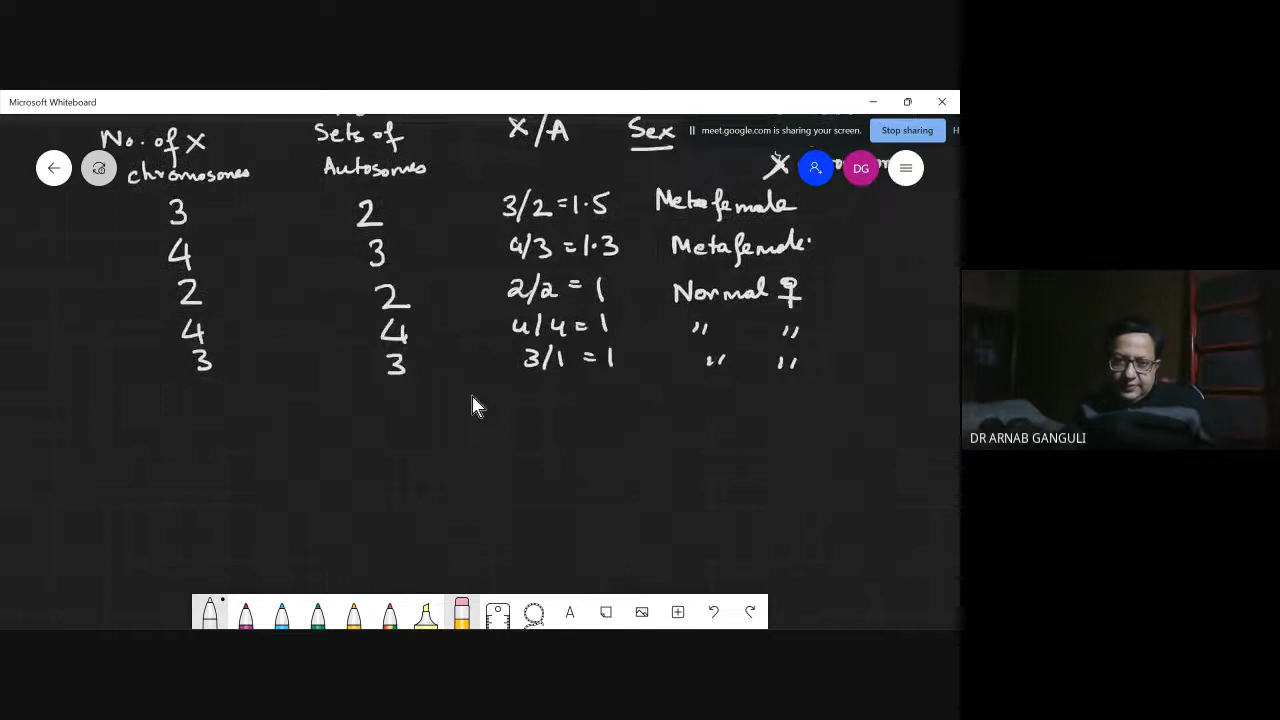 Microsoft Whiteboard
No. of X
chromosomes
Sets of
Autosomes
X/A
Sex
meet.google.com is sharing your screen.
Stop sharing
H
DG
3 2 3/2 = 1.5 Metafemale
4 3 4/3 = 1.3 Metafemale
2 2 2/2 = 1 Normal ♀
4 4 4/4 = 1 " "
3 3 3/1 = 1 " "
DR ARNAB GANGULI
A